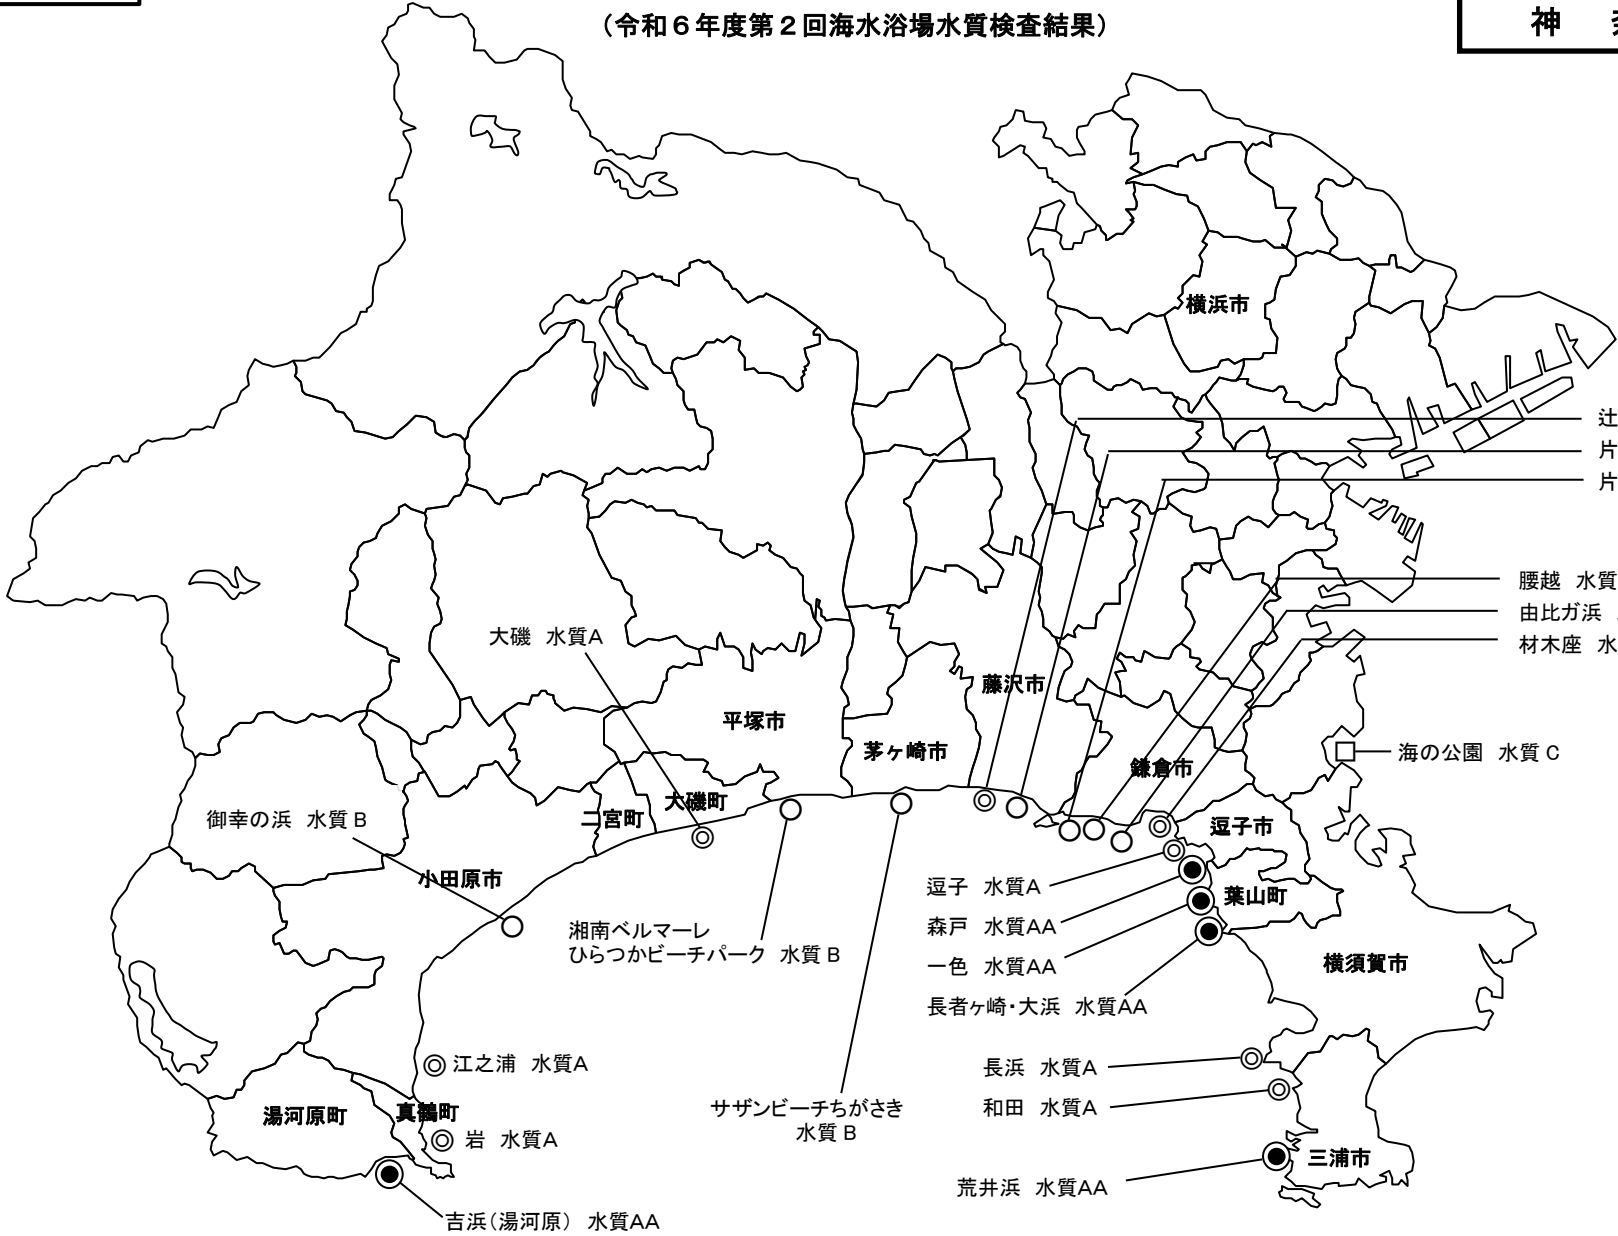 (令和6年度第2回海水浴場水質検査結果)
神
横浜市
辻
片
片
腰越 水質
由比ガ浜
材木座 水
大磯 水質A
藤沢市
平塚市
茅ヶ崎市
鎌倉市
海の公園 水質C
御幸の浜 水質B
二宮町
大磯町
逗子市
小田原市
逗子 水質A
葉山町
湘南ベルマーレ
ひらつかビーチパーク 水質B
森戸 水質AA
一色 水質AA
横須賀市
長者ヶ崎・大浜 水質AA
江之浦 水質A
長浜 水質A
湯河原町
真鶴町
サザンビーチちがさき
水質B
和田 水質A
岩 水質A
三浦市
荒井浜 水質AA
吉浜(湯河原) 水質AA